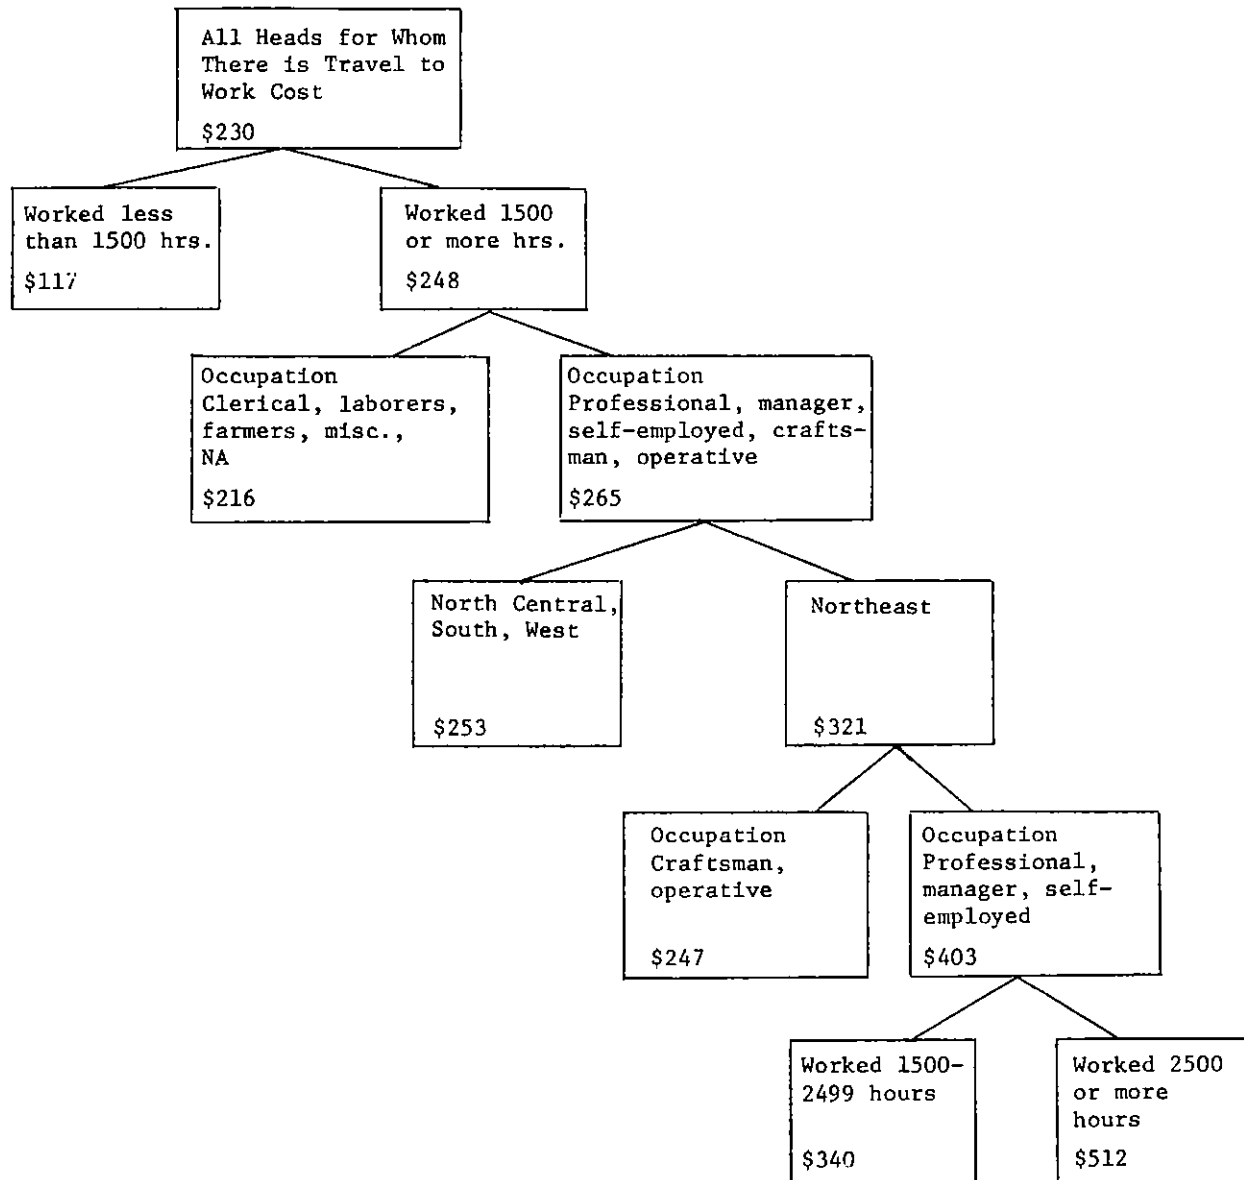 All Heads for Whom
There is Travel to
Work Cost
$230
Worked less
than 1500 hrs.
$117
Worked 1500
or more hrs.
$248
Occupation
Clerical, laborers,
farmers, misc.,
NA
$216
Occupation
Professional, manager,
self-employed, crafts-
man, operative
$265
North Central,
South, West
$253
Northeast
$321
Occupation
Craftsman,
operative
$247
Occupation
Professional,
manager, self-
employed
$403
Worked 1500-
2499 hours
$340
Worked 2500
or more
hours
$512